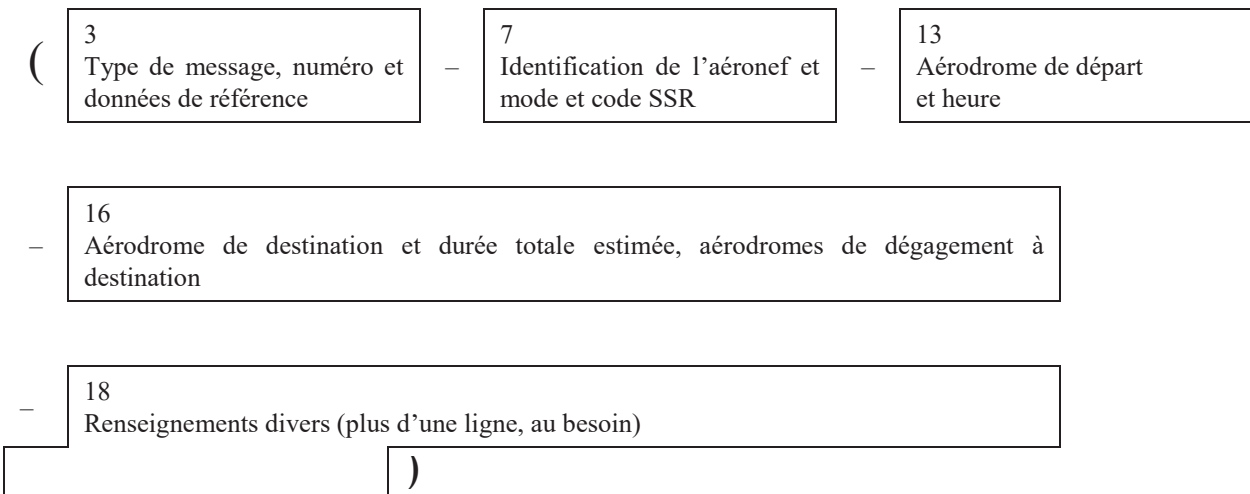 ( 3 7 13
Type de message, numéro et – Identification de l’aéronef et – Aérodrome de départ
données de référence mode et code SSR et heure
16
– Aérodrome de destination et durée totale estimée, aérodromes de dégagement à
destination
18
– Renseignements divers (plus d’une ligne, au besoin)
)